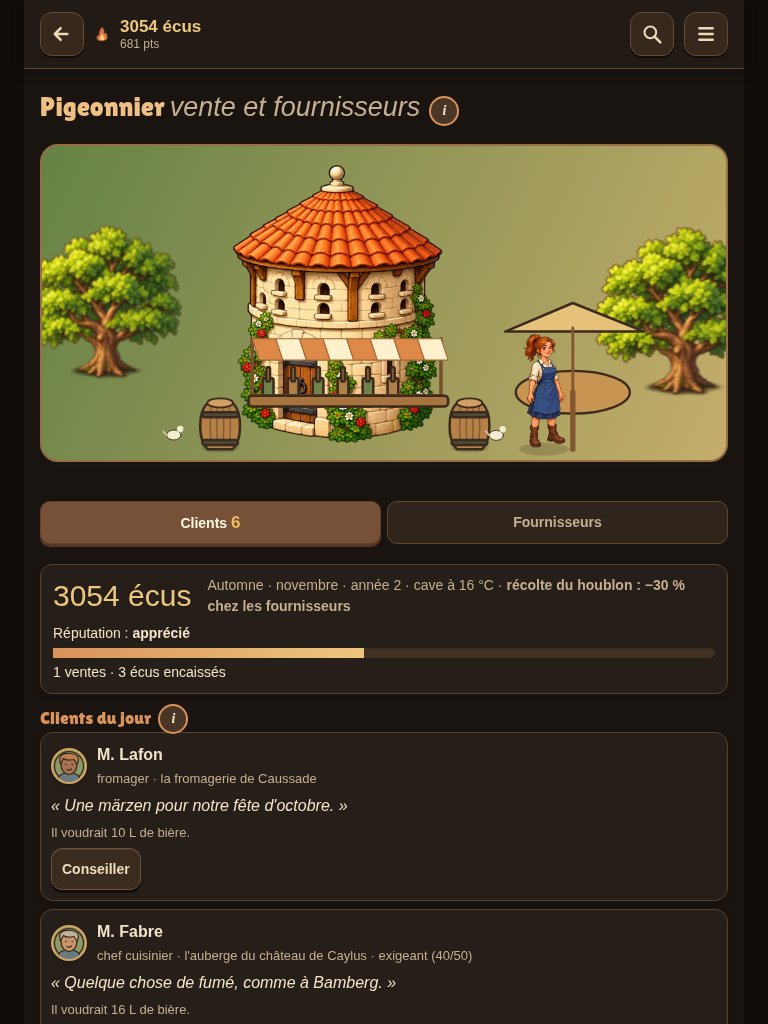 3054 écus
681 pts
Pigeonnier vente et fournisseurs i
Clients 6
Fournisseurs
3054 écus
Automne · novembre · année 2 · cave à 16 °C · récolte du houblon : −30 %
chez les fournisseurs
Réputation : apprécié
1 ventes · 3 écus encaissés
Clients du jour i
M. Lafon
fromager · la fromagerie de Caussade
« Une märzen pour notre fête d'octobre. »
Il voudrait 10 L de bière.
Conseiller
M. Fabre
chef cuisinier · l'auberge du château de Caylus · exigeant (40/50)
« Quelque chose de fumé, comme à Bamberg. »
Il voudrait 16 L de bière.